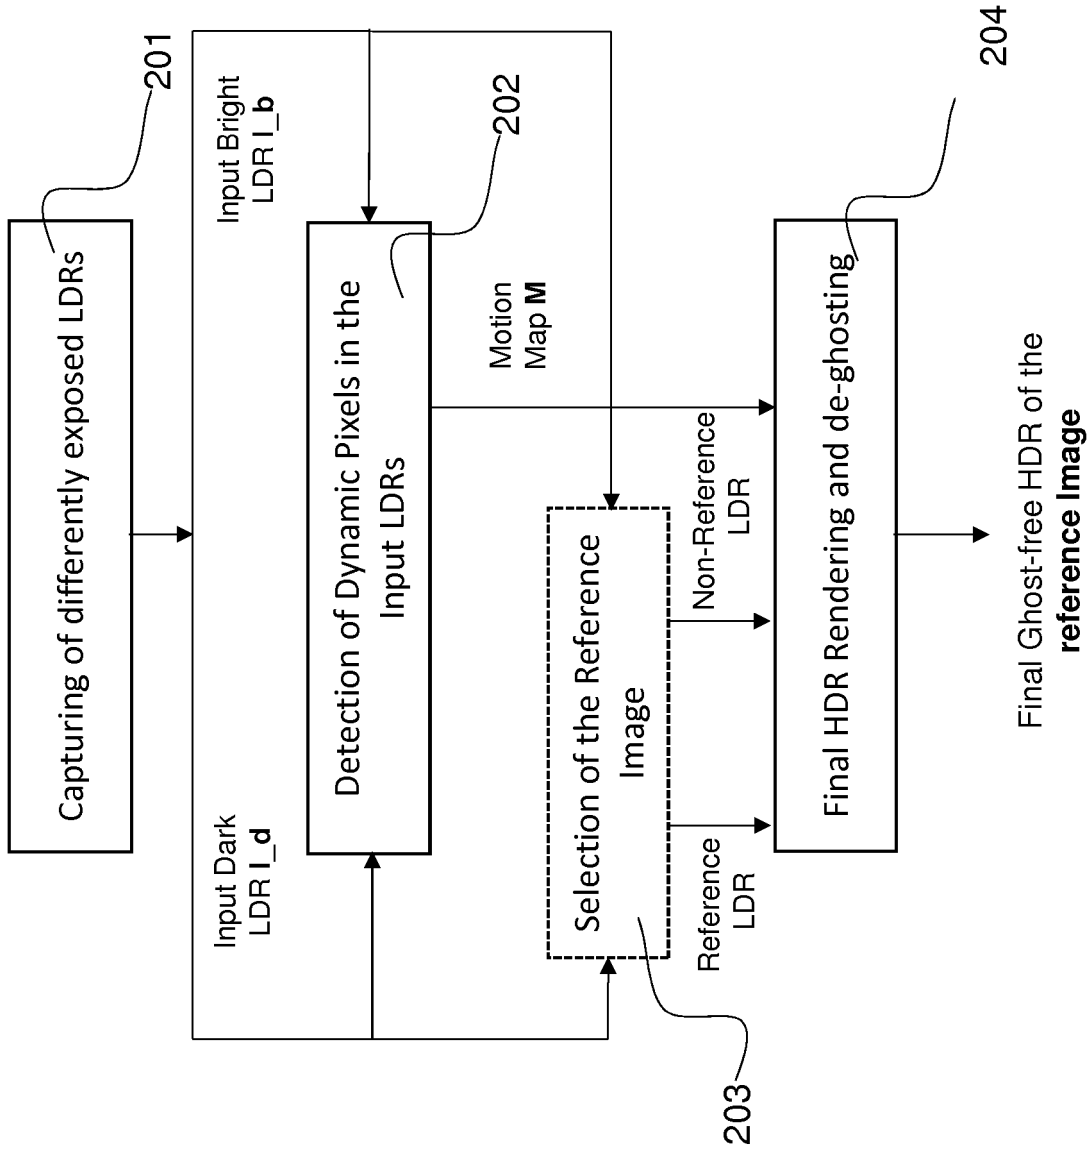 201
Capturing of differently exposed LDRs
Input Dark
LDR I_d
Input Bright
LDR I_b
202
Detection of Dynamic Pixels in the
Input LDRs
Motion
Map M
203
Selection of the Reference
Image
Reference
LDR
Non-Reference
LDR
204
Final HDR Rendering and de-ghosting
Final Ghost-free HDR of the
reference Image